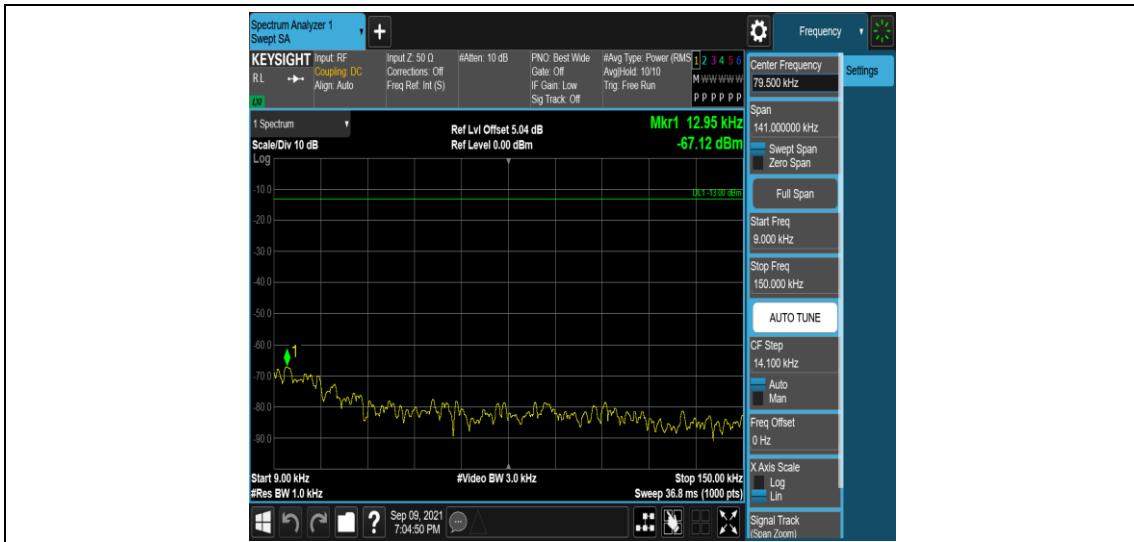 Spectrum Analyzer 1
Swept SA
+
Frequency
KEYSIGHT
RL
LXI
Input: RF
Coupling: DC
Align: Auto
Input Z: 50 Ω
Corrections: Off
Freq Ref: Int (S)
#Atten: 10 dB
PNO: Best Wide
Gate: Off
IF Gain: Low
Sig Track: Off
#Avg Type: Power (RMS
Avg|Hold: 10/10
Trig: Free Run
1 2 3 4 5 6
M W W W W W
P P P P P P
1 Spectrum
Scale/Div 10 dB
Log
Ref Lvl Offset 5.04 dB
Ref Level 0.00 dBm
Mkr1 12.95 kHz
-67.12 dBm
DL1 -13.00 dBm
-10.0
-20.0
-30.0
-40.0
-50.0
-60.0
1
-70.0
-80.0
-90.0
Start 9.00 kHz
#Res BW 1.0 kHz
#Video BW 3.0 kHz
Stop 150.00 kHz
Sweep 36.8 ms (1000 pts)
?
Sep 09, 2021
7:04:50 PM
Center Frequency
79.500 kHz
Settings
Span
141.000000 kHz
Swept Span
Zero Span
Full Span
Start Freq
9.000 kHz
Stop Freq
150.000 kHz
AUTO TUNE
CF Step
14.100 kHz
Auto
Man
Freq Offset
0 Hz
X Axis Scale
Log
Lin
Signal Track
(Span Zoom)